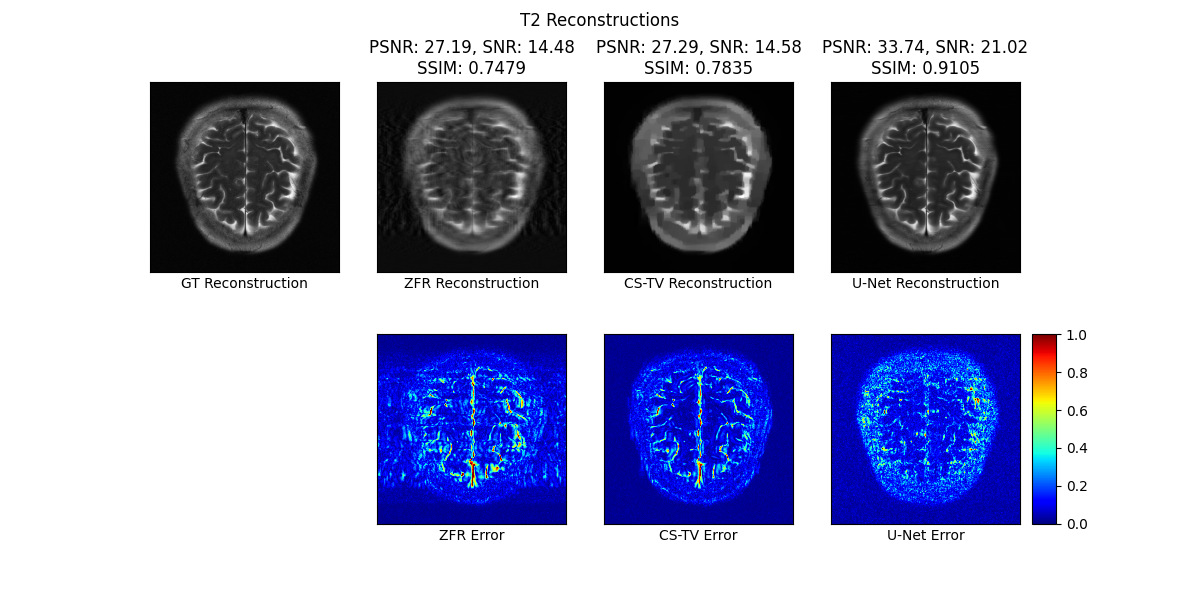 T2 Reconstructions
PSNR: 27.19, SNR: 14.48
SSIM: 0.7479
PSNR: 27.29, SNR: 14.58
SSIM: 0.7835
PSNR: 33.74, SNR: 21.02
SSIM: 0.9105
GT Reconstruction
ZFR Reconstruction
CS-TV Reconstruction
U-Net Reconstruction
ZFR Error
CS-TV Error
U-Net Error
1.0
0.8
0.6
0.4
0.2
0.0